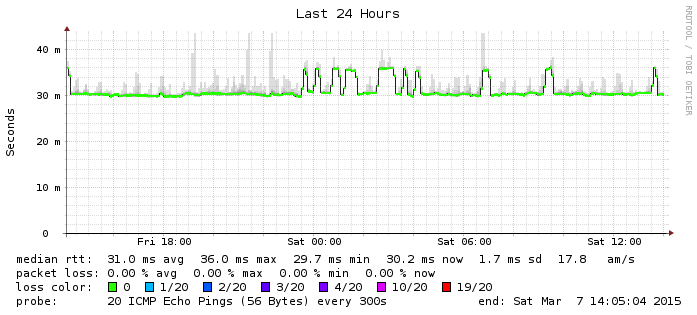 Last 24 Hours
RRDTOOL / TOBI OETIKER
Seconds
40 m
30 m
20 m
10 m
0
Fri 18:00 Sat 00:00 Sat 06:00 Sat 12:00
median rtt: 31.0 ms avg 36.0 ms max 29.7 ms min 30.2 ms now 1.7 ms sd 17.8 am/s
packet loss: 0.00 % avg 0.00 % max 0.00 % min 0.00 % now
loss color: 0 1/20 2/20 3/20 4/20 10/20 19/20
probe: 20 ICMP Echo Pings (56 Bytes) every 300s end: Sat Mar 7 14:05:04 2015